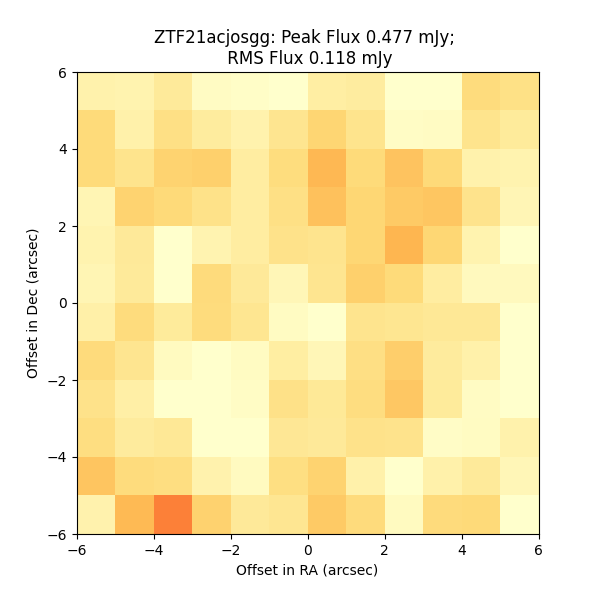 ZTF21acjosgg: Peak Flux 0.477 mJy;
RMS Flux 0.118 mJy
6
4
2
0
−2
−4
−6
Offset in Dec (arcsec)
−6 −4 −2 0 2 4 6
Offset in RA (arcsec)